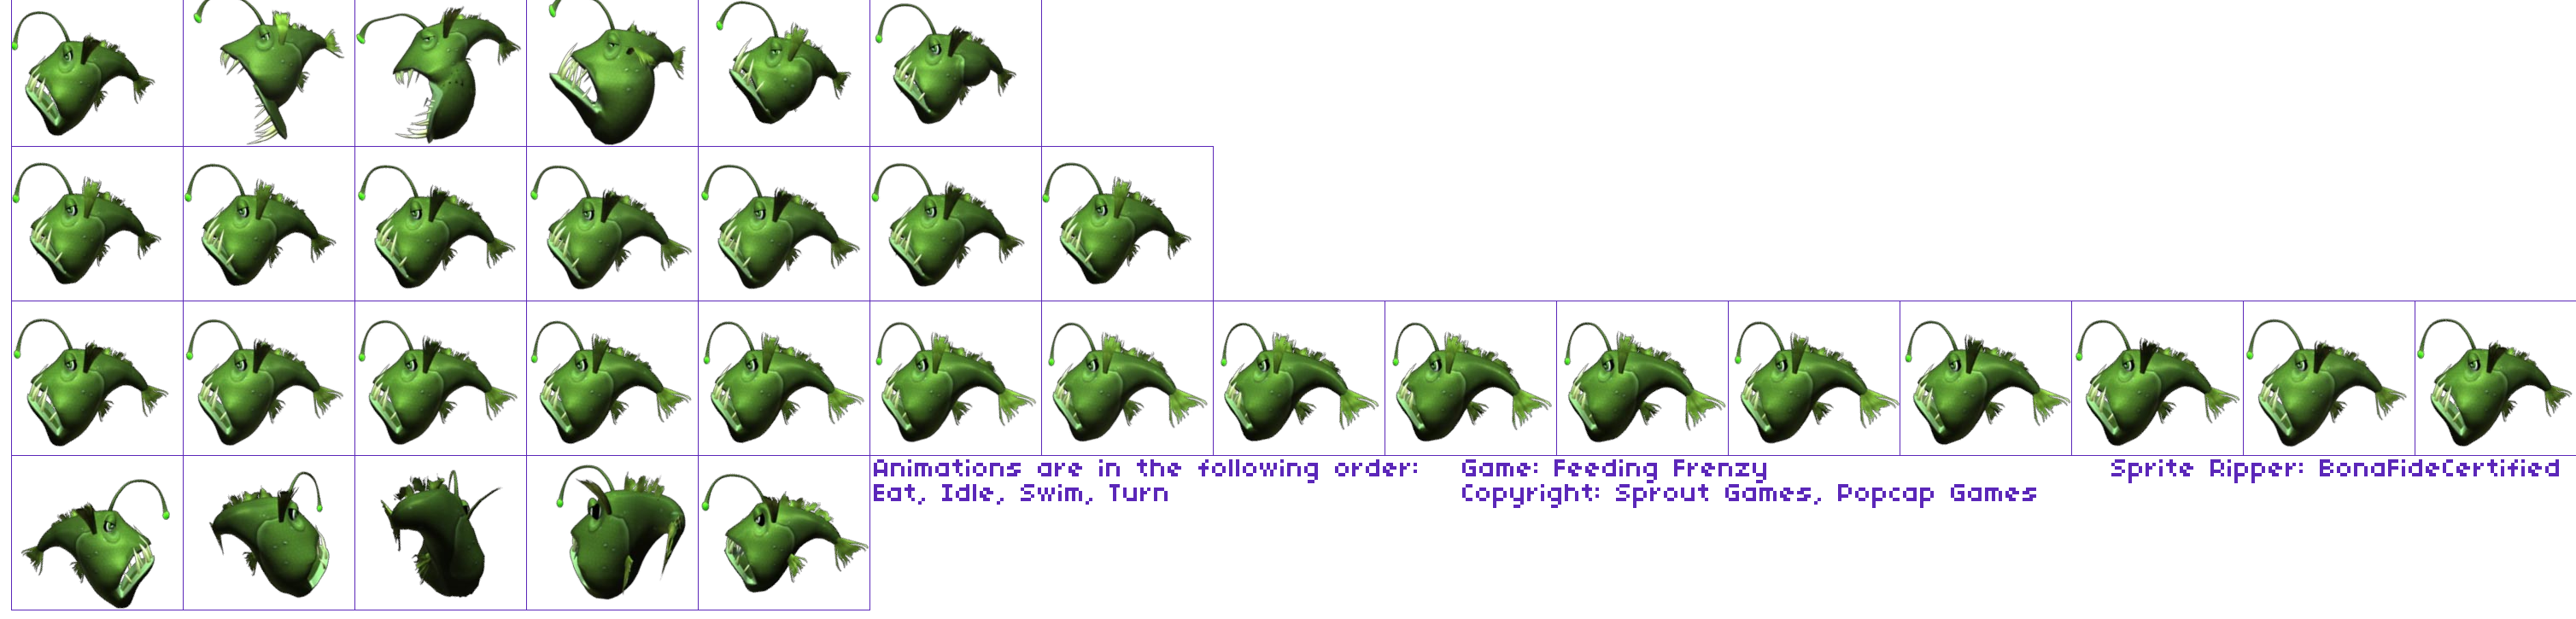 Animations are in the following order:
Eat, Idle, Swim, Turn
Game: Feeding Frenzy
Copyright: Sprout Games, Popcap Games
Sprite Ripper: BonaFideCertified